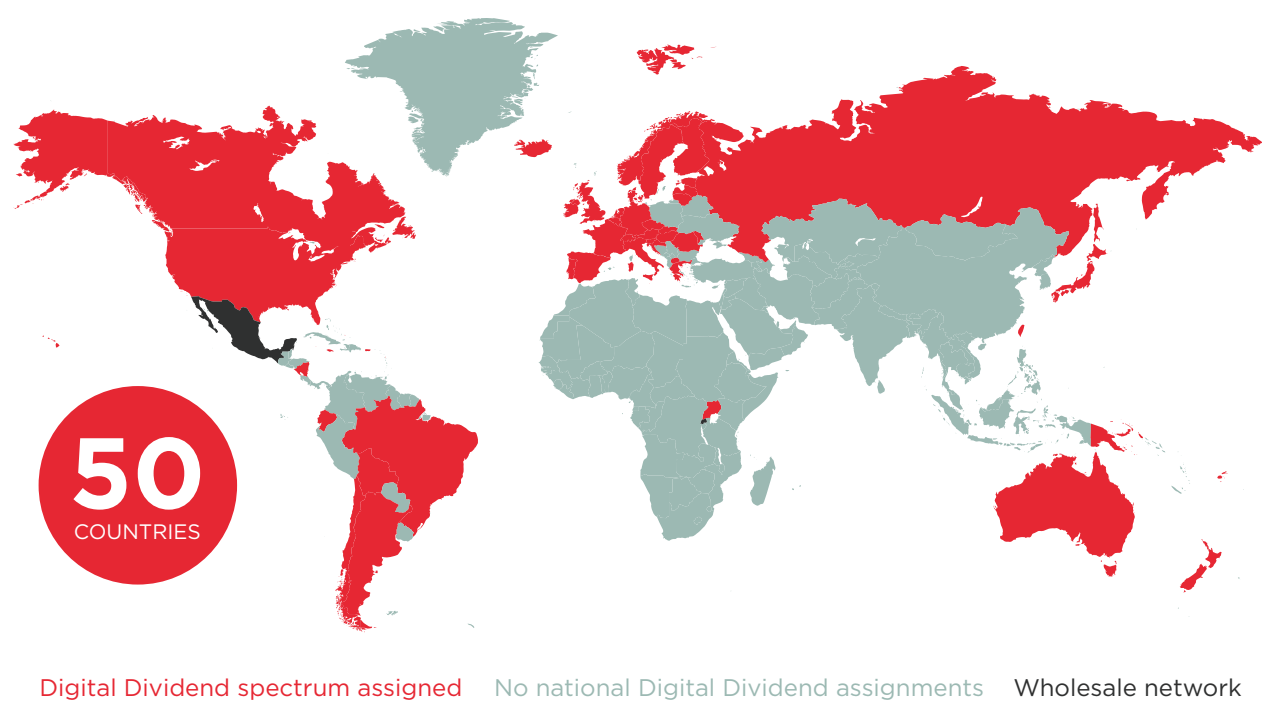 50
COUNTRIES
Digital Dividend spectrum assigned No national Digital Dividend assignments Wholesale network